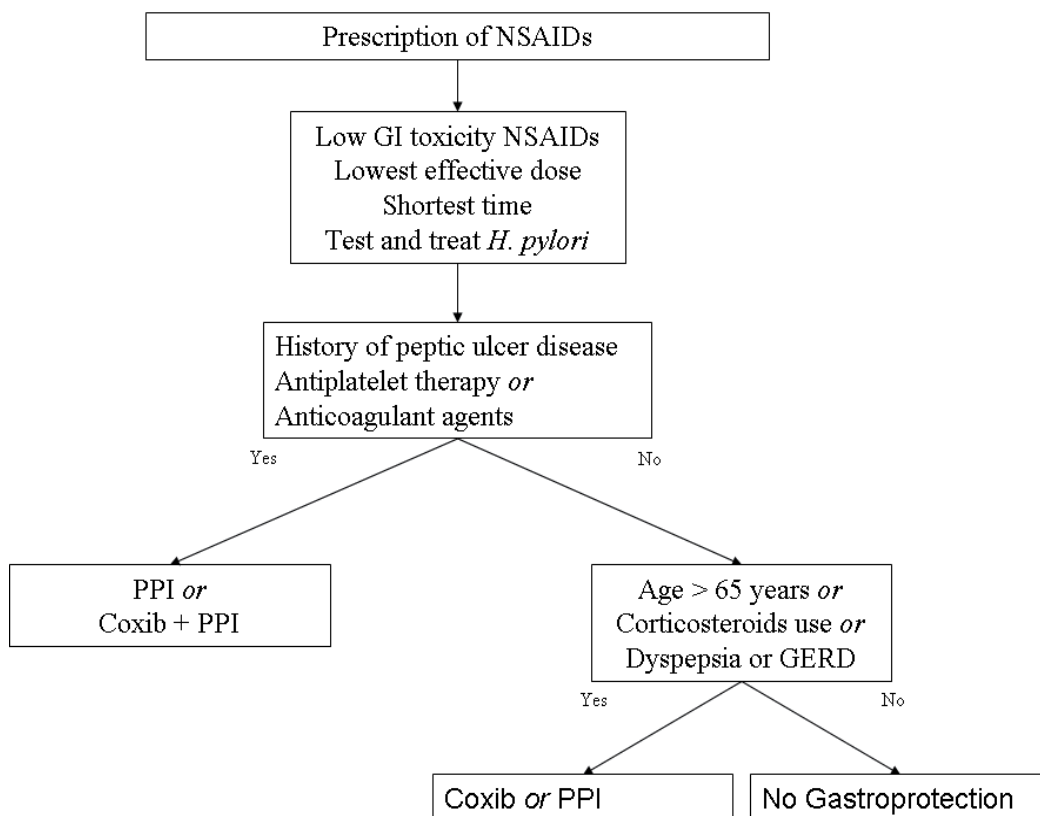 Prescription of NSAIDs
Low GI toxicity NSAIDs
Lowest effective dose
Shortest time
Test and treat H. pylori
History of peptic ulcer disease
Antiplatelet therapy or
Anticoagulant agents
Yes
No
PPI or
Coxib + PPI
Age > 65 years or
Corticosteroids use or
Dyspepsia or GERD
Yes
No
Coxib or PPI
No Gastroprotection